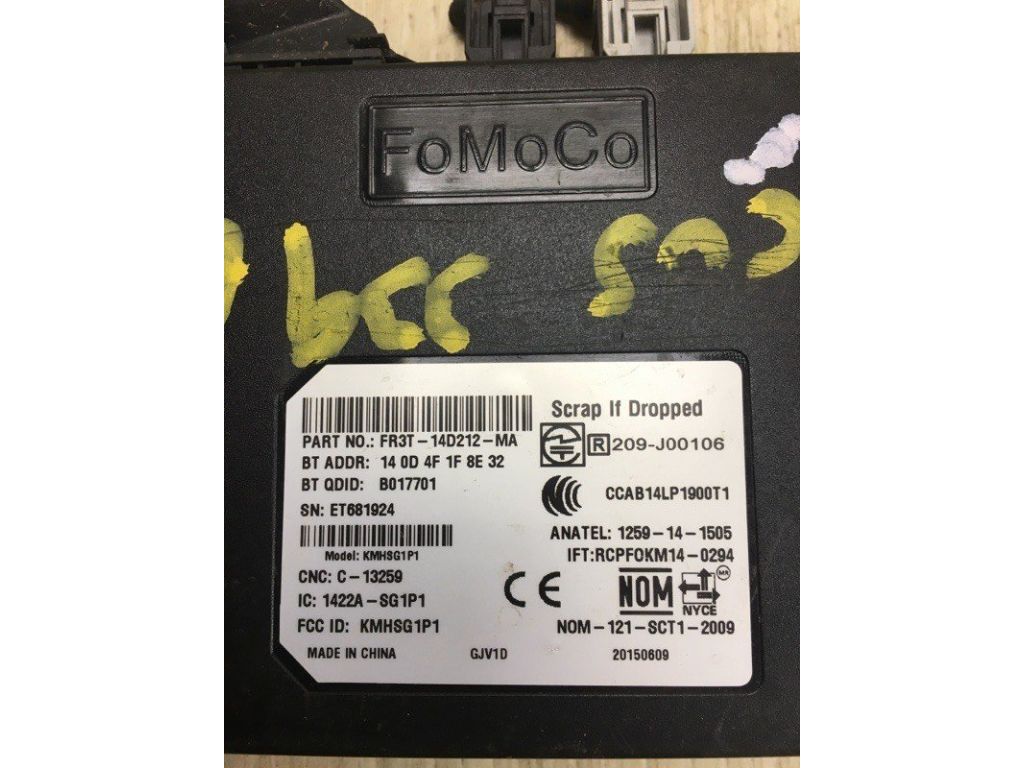 FoMoCo
bcc
Scrap If Dropped
PART NO.: FR3T-14D212-MA
R 209-J00106
BT ADDR: 14 0D 4F 1F 8E 32
BT QDID: B017701
CCAB14LP1900T1
SN: ET681924
ANATEL: 1259-14-1505
Model: KMHSG1P1
IFT:RCPFOKM14-0294
CNC: C-13259
CE
NOM
MR
NYCE
IC: 1422A-SG1P1
FCC ID: KMHSG1P1
NOM-121-SCT1-2009
MADE IN CHINA GJV1D 20150609